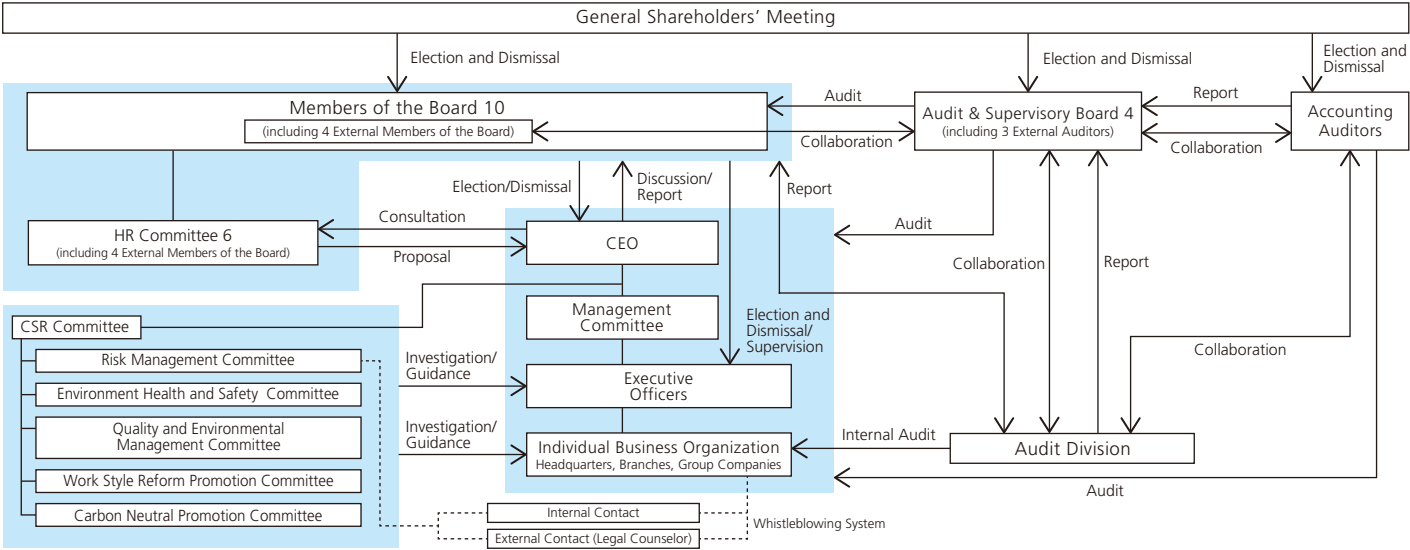 General Shareholders' Meeting
Election and Dismissal
Election and Dismissal
Election and
Dismissal
Members of the Board 10
(including 4 External Members of the Board)
Audit
Collaboration
Audit & Supervisory Board 4
(including 3 External Auditors)
Report
Collaboration
Accounting
Auditors
Election/Dismissal
Discussion/
Report
Report
Consultation
Proposal
HR Committee 6
(including 4 External Members of the Board)
CEO
Audit
Collaboration
Report
Management
Committee
Election and
Dismissal/
Supervision
CSR Committee
Risk Management Committee
Environment Health and Safety Committee
Quality and Environmental
Management Committee
Work Style Reform Promotion Committee
Carbon Neutral Promotion Committee
Investigation/
Guidance
Investigation/
Guidance
Executive
Officers
Individual Business Organization
Headquarters, Branches, Group Companies
Internal Audit
Audit Division
Collaboration
Audit
Internal Contact
External Contact (Legal Counselor)
Whistleblowing System